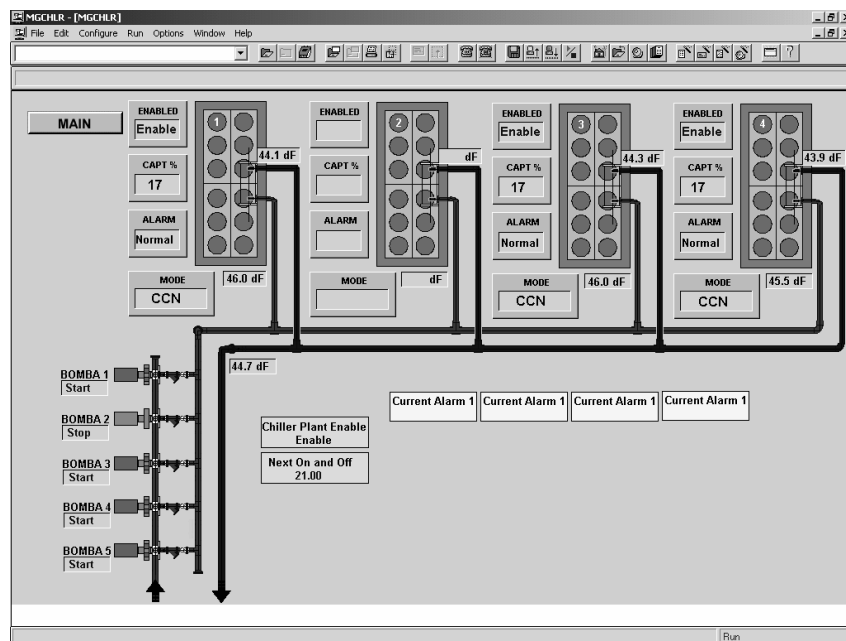 MGCHLR - [MGCHLR]
File Edit Configure Run Options Window Help
MAIN
ENABLED
Enable
CAPT %
17
ALARM
Normal
MODE
CCN
1
44.1 dF
46.0 dF
ENABLED
CAPT %
ALARM
MODE
2
dF
dF
ENABLED
Enable
CAPT %
17
ALARM
Normal
MODE
CCN
3
44.3 dF
46.0 dF
ENABLED
Enable
CAPT %
17
ALARM
Normal
MODE
CCN
4
43.9 dF
45.5 dF
44.7 dF
BOMBA 1
Start
BOMBA 2
Stop
BOMBA 3
Start
BOMBA 4
Start
BOMBA 5
Start
Chiller Plant Enable
Enable
Next On and Off
21.00
Current Alarm 1
Current Alarm 1
Current Alarm 1
Current Alarm 1
Run